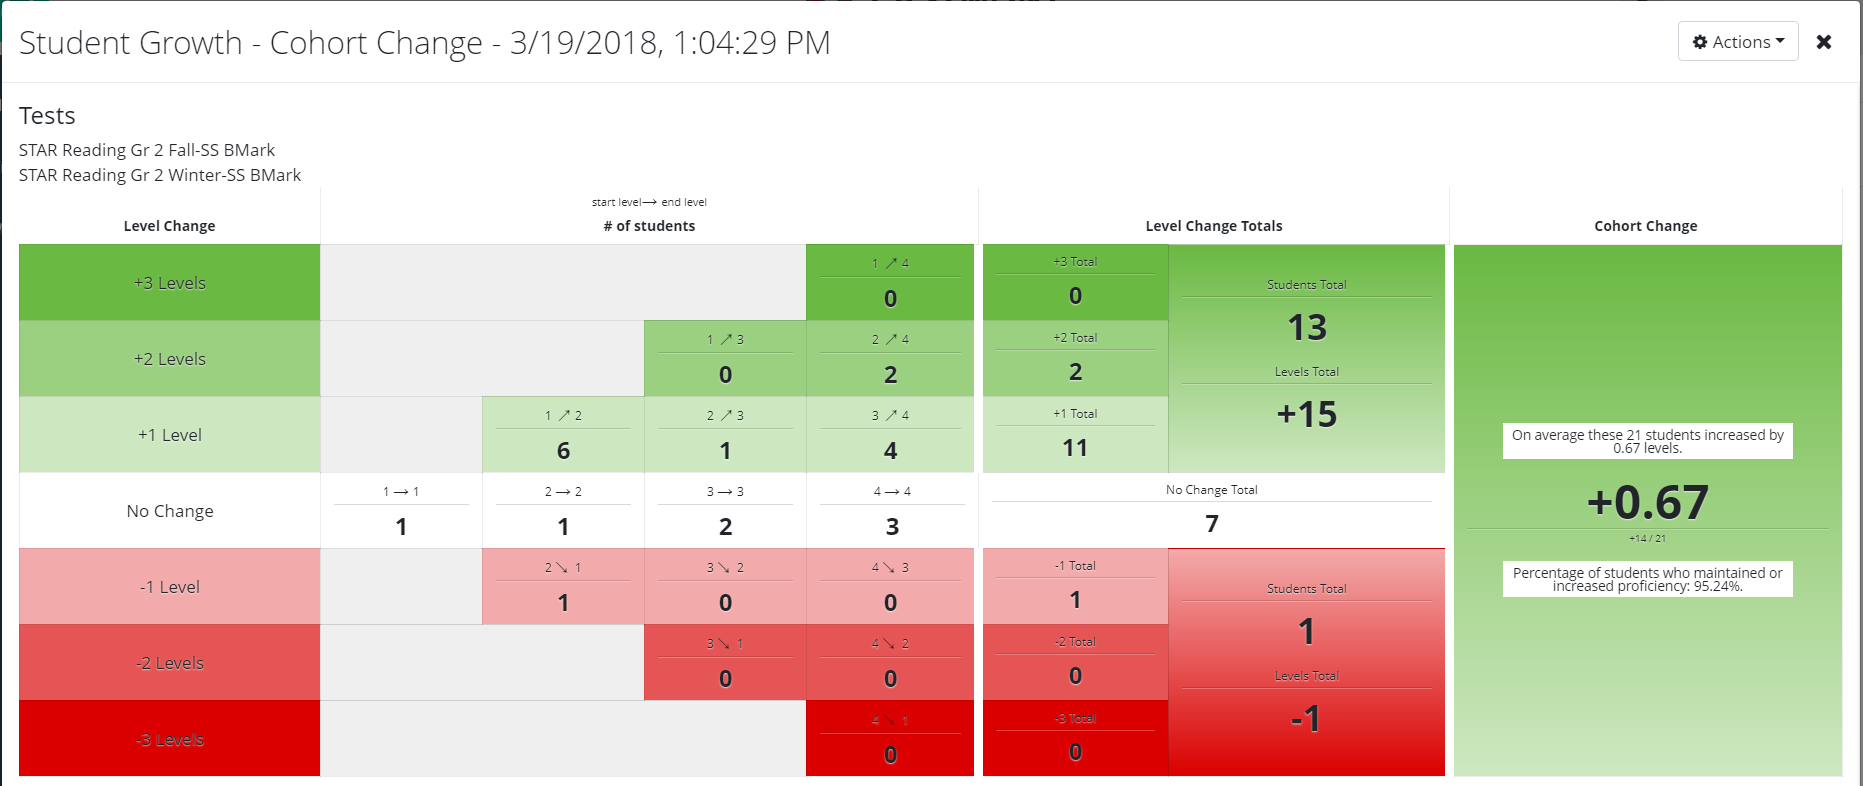 Student Growth - Cohort Change - 3/19/2018, 1:04:29 PM
Actions
Tests
STAR Reading Gr 2 Fall-SS BMark
STAR Reading Gr 2 Winter-SS BMark
start level→ end level
Level Change # of students Level Change Totals Cohort Change
+3 Levels
1 ↗ 4
0
+3 Total
0
+2 Levels
1 ↗ 3
0
2 ↗ 4
2
+2 Total
2
+1 Level
1 ↗ 2
6
2 ↗ 3
1
3 ↗ 4
4
+1 Total
11
Students Total
13
Levels Total
+15
No Change
1 → 1
1
2 → 2
1
3 → 3
2
4 → 4
3
No Change Total
7
-1 Level
2 ↘ 1
1
3 ↘ 2
0
4 ↘ 3
0
-1 Total
1
-2 Levels
3 ↘ 1
0
4 ↘ 2
0
-2 Total
0
-3 Levels
4 ↘ 1
0
-3 Total
0
Students Total
1
Levels Total
-1
On average these 21 students increased by
0.67 levels.
+0.67
+14 / 21
Percentage of students who maintained or
increased proficiency: 95.24%.